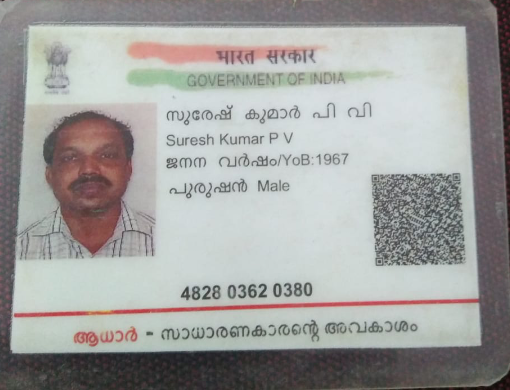 भारत सरकार
GOVERNMENT OF INDIA
സുരേഷ് കുമാർ പി വി
Suresh Kumar P V
ജനന വർഷം/YoB:1967
പുരുഷൻ Male
4828 0362 0380
ആധാർ - സാധാരണകാരന്റെ അവകാശം